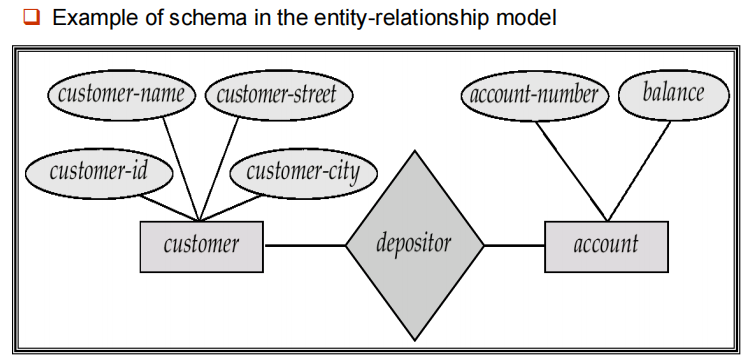 Example of schema in the entity-relationship model
customer-name
customer-street
account-number
balance
customer-id
customer-city
customer
depositor
account